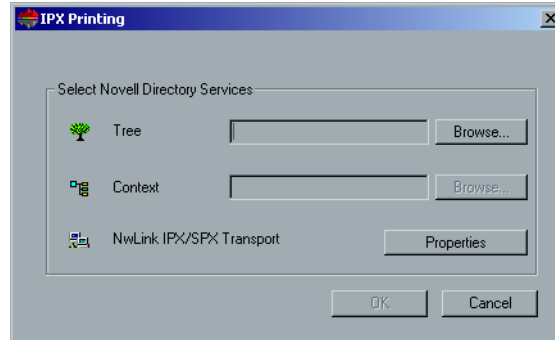 IPX Printing
Select Novell Directory Services
Tree Browse...
Context Browse...
NwLink IPX/SPX Transport Properties
OK Cancel